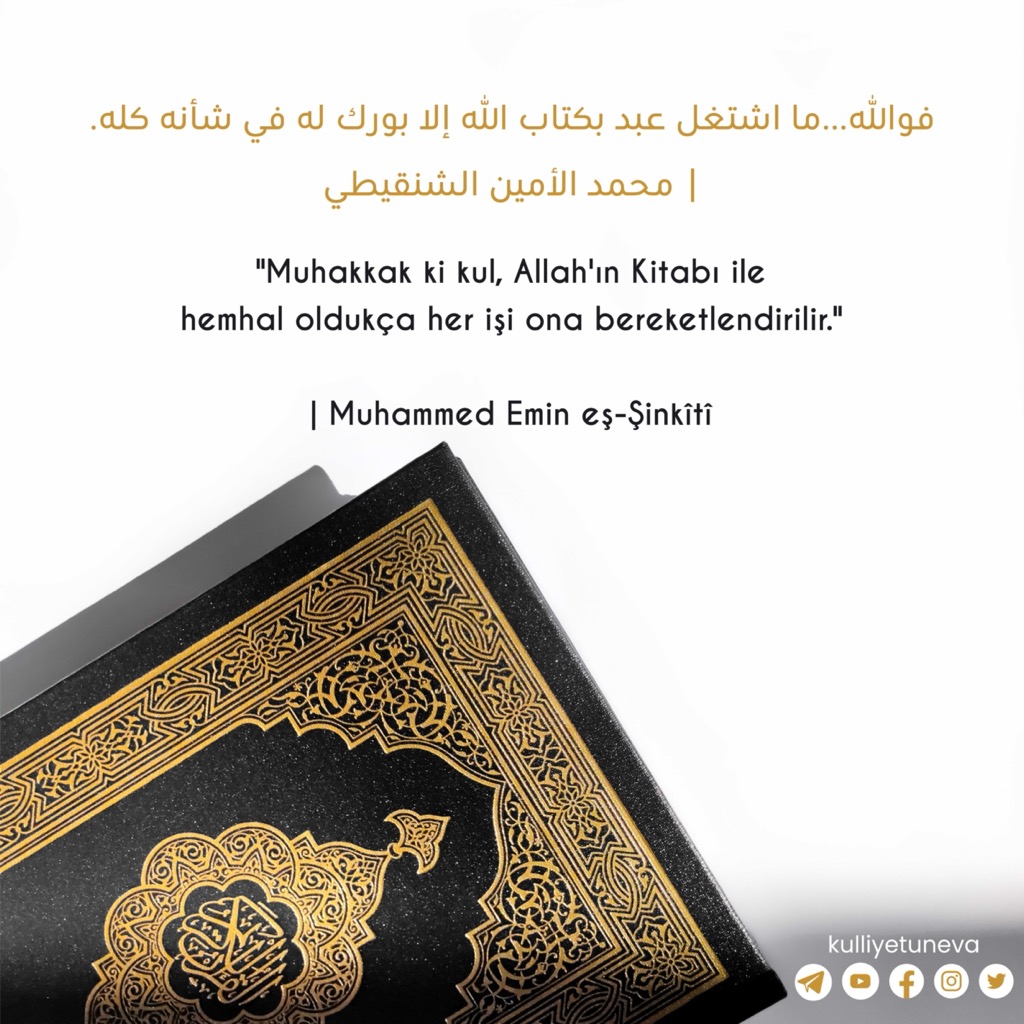 فوالله...ما اشتغل عبد بكتاب الله إلا بورك له في شأنه كله.
| محمد الأمين الشنقيطي
"Muhakkak ki kul, Allah'ın Kitabı ile
hemhal oldukça her işi ona bereketlendirilir."
| Muhammed Emin eş-Şinkîtî
kulliyetuneva